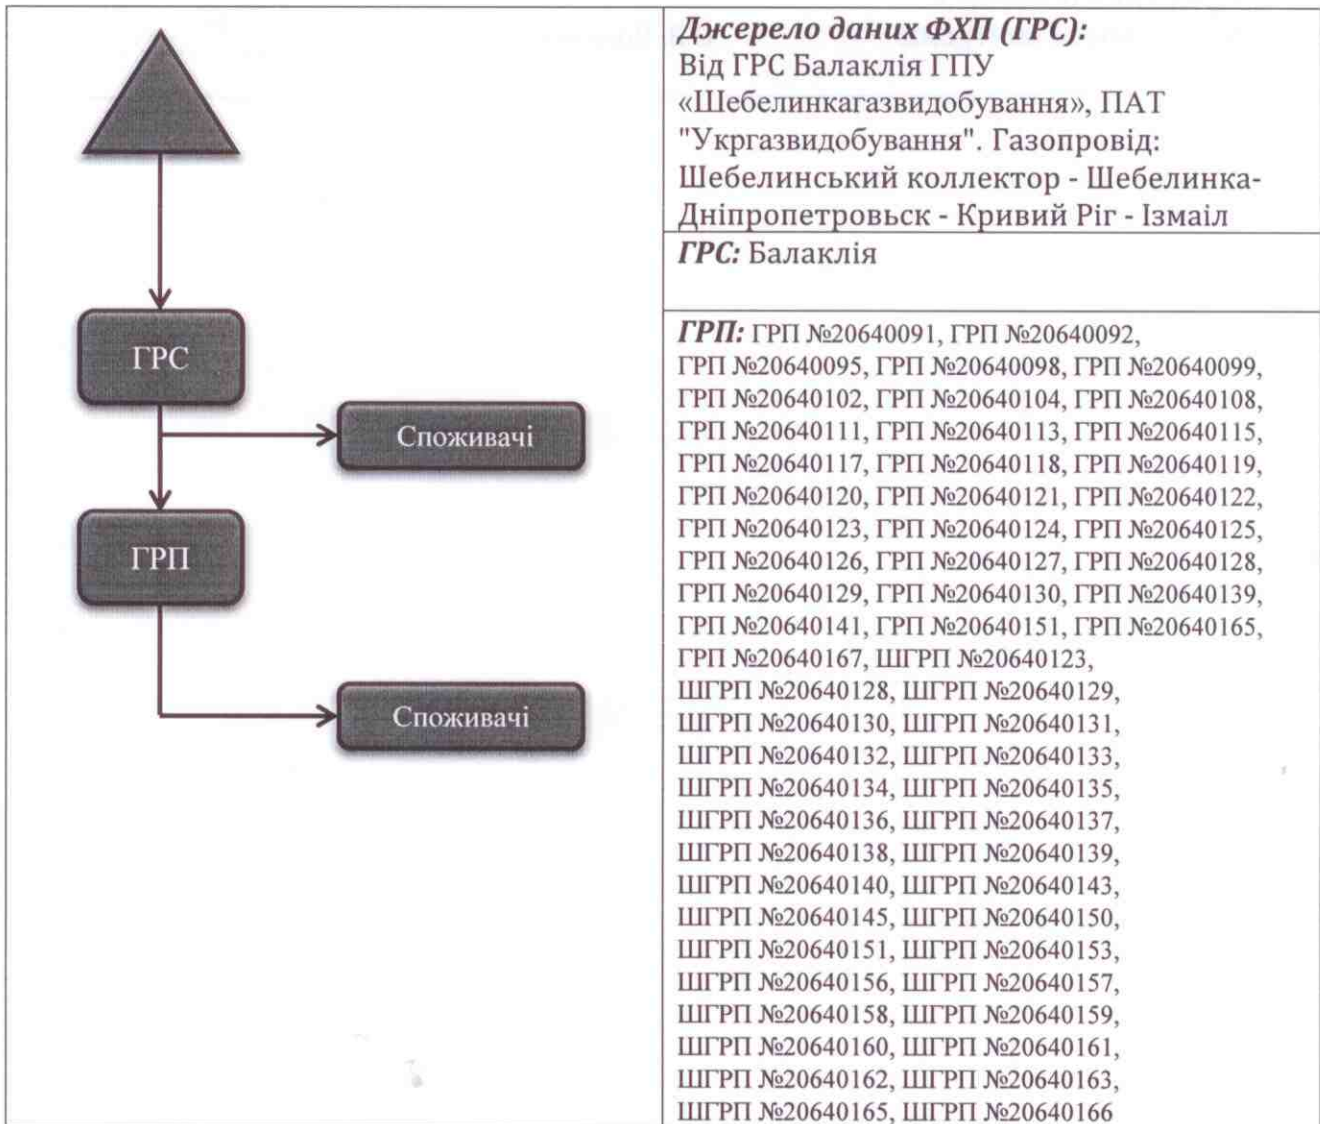 ГРС
Споживачі
ГРП
Споживачі
Джерело даних ФХП (ГРС):
Від ГРС Балаклія ГПУ
«Шебелинкагазвидобування», ПАТ
"Укргазвидобування". Газопровід:
Шебелинський коллектор - Шебелинка-
Дніпропетровьск - Кривий Ріг - Ізмаіл
ГРС: Балаклія
ГРП: ГРП №20640091, ГРП №20640092,
ГРП №20640095, ГРП №20640098, ГРП №20640099,
ГРП №20640102, ГРП №20640104, ГРП №20640108,
ГРП №20640111, ГРП №20640113, ГРП №20640115,
ГРП №20640117, ГРП №20640118, ГРП №20640119,
ГРП №20640120, ГРП №20640121, ГРП №20640122,
ГРП №20640123, ГРП №20640124, ГРП №20640125,
ГРП №20640126, ГРП №20640127, ГРП №20640128,
ГРП №20640129, ГРП №20640130, ГРП №20640139,
ГРП №20640141, ГРП №20640151, ГРП №20640165,
ГРП №20640167, ШГРП №20640123,
ШГРП №20640128, ШГРП №20640129,
ШГРП №20640130, ШГРП №20640131,
ШГРП №20640132, ШГРП №20640133,
ШГРП №20640134, ШГРП №20640135,
ШГРП №20640136, ШГРП №20640137,
ШГРП №20640138, ШГРП №20640139,
ШГРП №20640140, ШГРП №20640143,
ШГРП №20640145, ШГРП №20640150,
ШГРП №20640151, ШГРП №20640153,
ШГРП №20640156, ШГРП №20640157,
ШГРП №20640158, ШГРП №20640159,
ШГРП №20640160, ШГРП №20640161,
ШГРП №20640162, ШГРП №20640163,
ШГРП №20640165, ШГРП №20640166